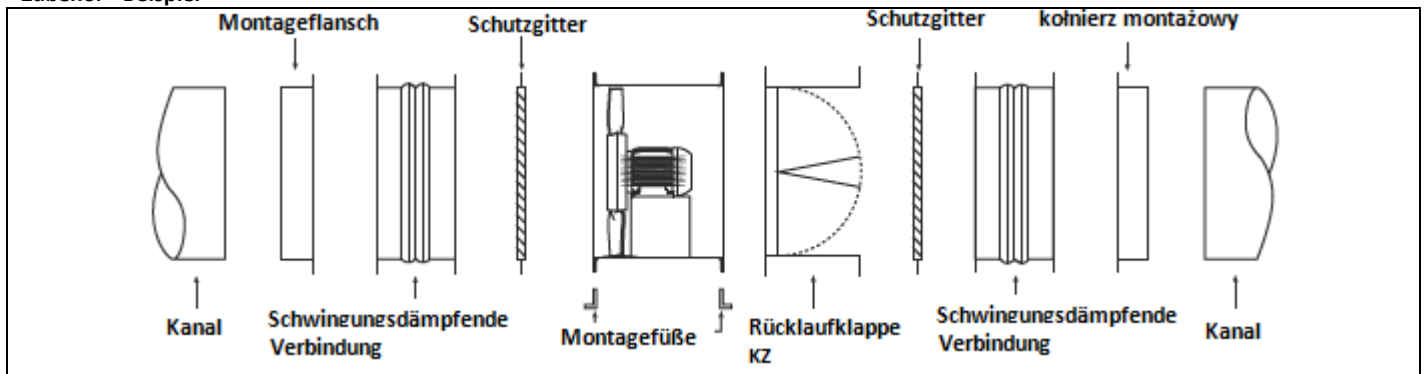 Zubehör - Beispiel
Montageflansch
Schutzgitter
Schutzgitter
kołnierz montażowy
Kanal
Schwingungsdämpfende
Verbindung
Montagefüße
Rücklaufklappe
KZ
Schwingungsdämpfende
Verbindung
Kanal